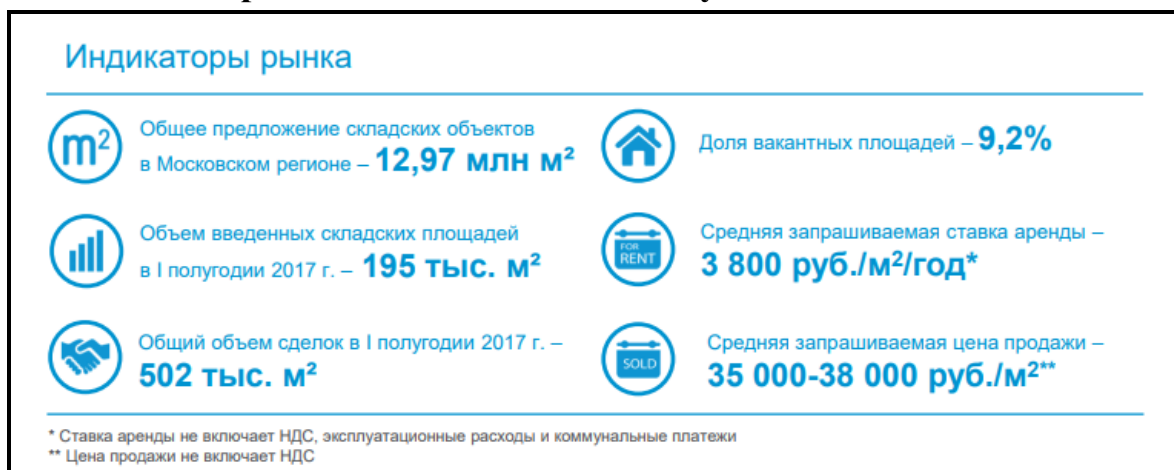 Индикаторы рынка
m²
Общее предложение складских объектов
в Московском регионе – 12,97 млн м²
Доля вакантных площадей – 9,2%
Объем введенных складских площадей
в I полугодии 2017 г. – 195 тыс. м²
FOR
RENT
Средняя запрашиваемая ставка аренды –
3 800 руб./м²/год*
Общий объем сделок в I полугодии 2017 г. –
502 тыс. м²
SOLD
Средняя запрашиваемая цена продажи –
35 000-38 000 руб./м²**
* Ставка аренды не включает НДС, эксплуатационные расходы и коммунальные платежи
** Цена продажи не включает НДС